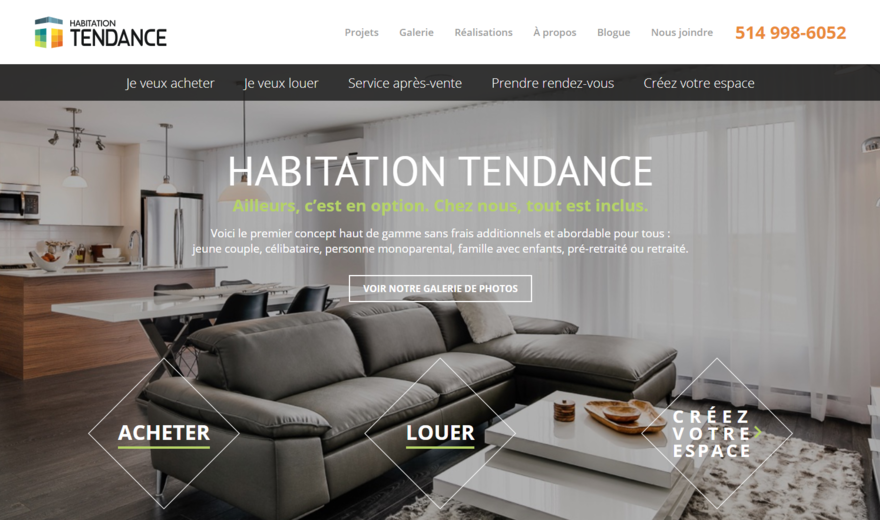 HABITATION
TENDANCE
Projets Galerie Réalisations À propos Blogue Nous joindre 514 998-6052
Je veux acheter Je veux louer Service après-vente Prendre rendez-vous Créez votre espace
HABITATION TENDANCE
Ailleurs, c'est en option. Chez nous, tout est inclus.
Voici le premier concept haut de gamme sans frais additionnels et abordable pour tous :
jeune couple, célibataire, personne monoparental, famille avec enfants, pré-retraité ou retraité.
VOIR NOTRE GALERIE DE PHOTOS
ACHETER
LOUER
CRÉEZ
VOTRE
ESPACE